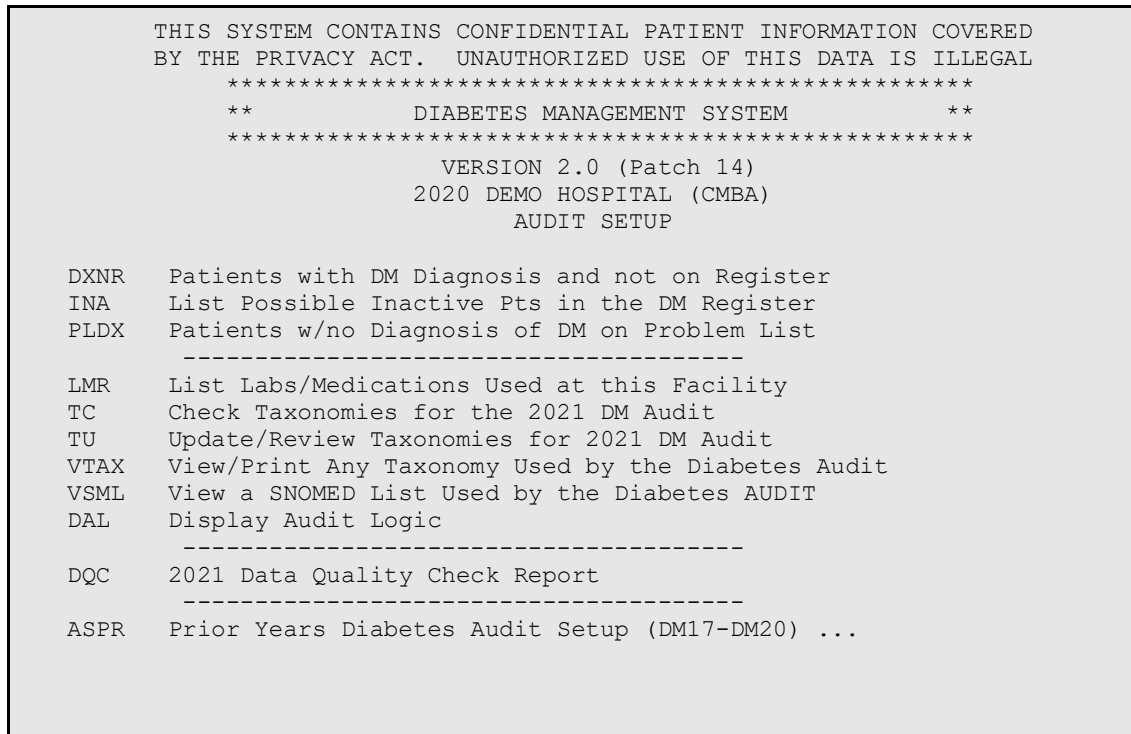 THIS SYSTEM CONTAINS CONFIDENTIAL PATIENT INFORMATION COVERED
BY THE PRIVACY ACT.  UNAUTHORIZED USE OF THIS DATA IS ILLEGAL
****************************************************
**           DIABETES MANAGEMENT SYSTEM           **
****************************************************
VERSION 2.0 (Patch 14)
2020 DEMO HOSPITAL (CMBA)
AUDIT SETUP
DXNR   Patients with DM Diagnosis and not on Register
INA    List Possible Inactive Pts in the DM Register
PLDX   Patients w/no Diagnosis of DM on Problem List
---------------------------------------
LMR    List Labs/Medications Used at this Facility
TC     Check Taxonomies for the 2021 DM Audit
TU     Update/Review Taxonomies for 2021 DM Audit
VTAX   View/Print Any Taxonomy Used by the Diabetes Audit
VSML   View a SNOMED List Used by the Diabetes AUDIT
DAL    Display Audit Logic
---------------------------------------
DQC    2021 Data Quality Check Report
---------------------------------------
ASPR   Prior Years Diabetes Audit Setup (DM17-DM20) ...